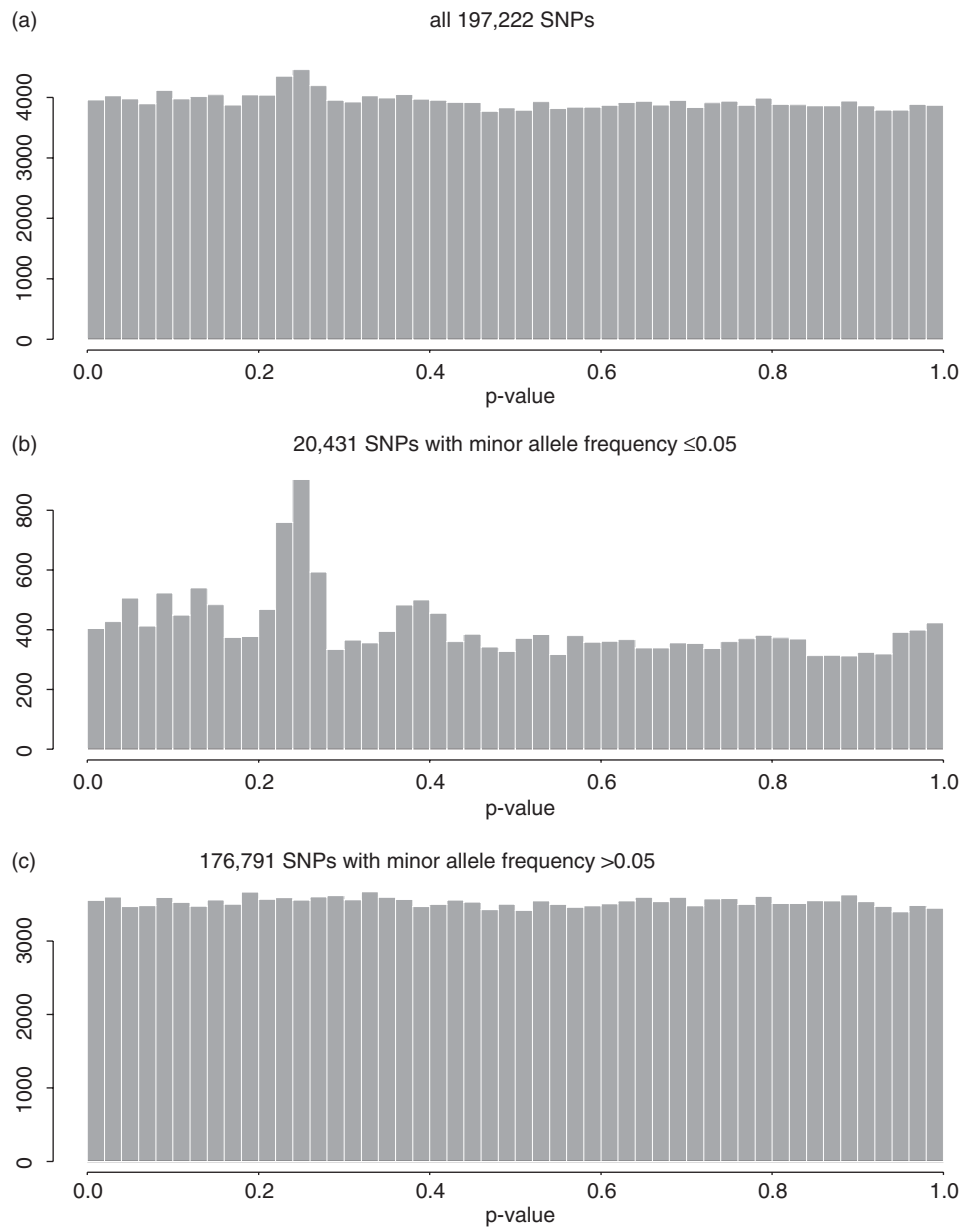 (a)
all 197,222 SNPs
4000
3000
2000
1000
0
0.0 0.2 0.4 0.6 0.8 1.0
p-value
(b)
20,431 SNPs with minor allele frequency ≤0.05
800
600
400
200
0
0.0 0.2 0.4 0.6 0.8 1.0
p-value
(c)
176,791 SNPs with minor allele frequency >0.05
3000
2000
1000
0
0.0 0.2 0.4 0.6 0.8 1.0
p-value